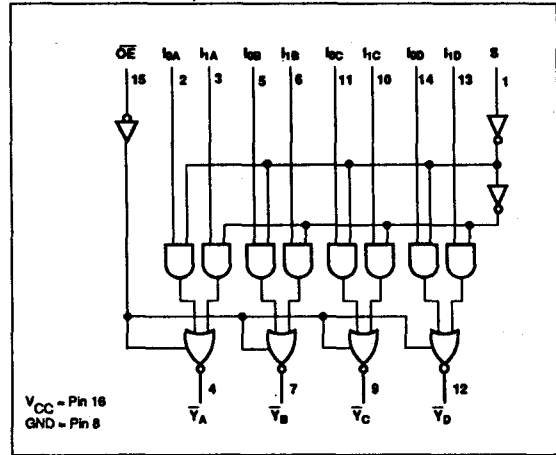 OE I0A I1A I0B I1B I0C I1C I0D I1D S
15 2 3 5 6 11 10 14 13 1
4 7 9 12
YA YB YC YD
VCC = Pin 16
GND = Pin 8